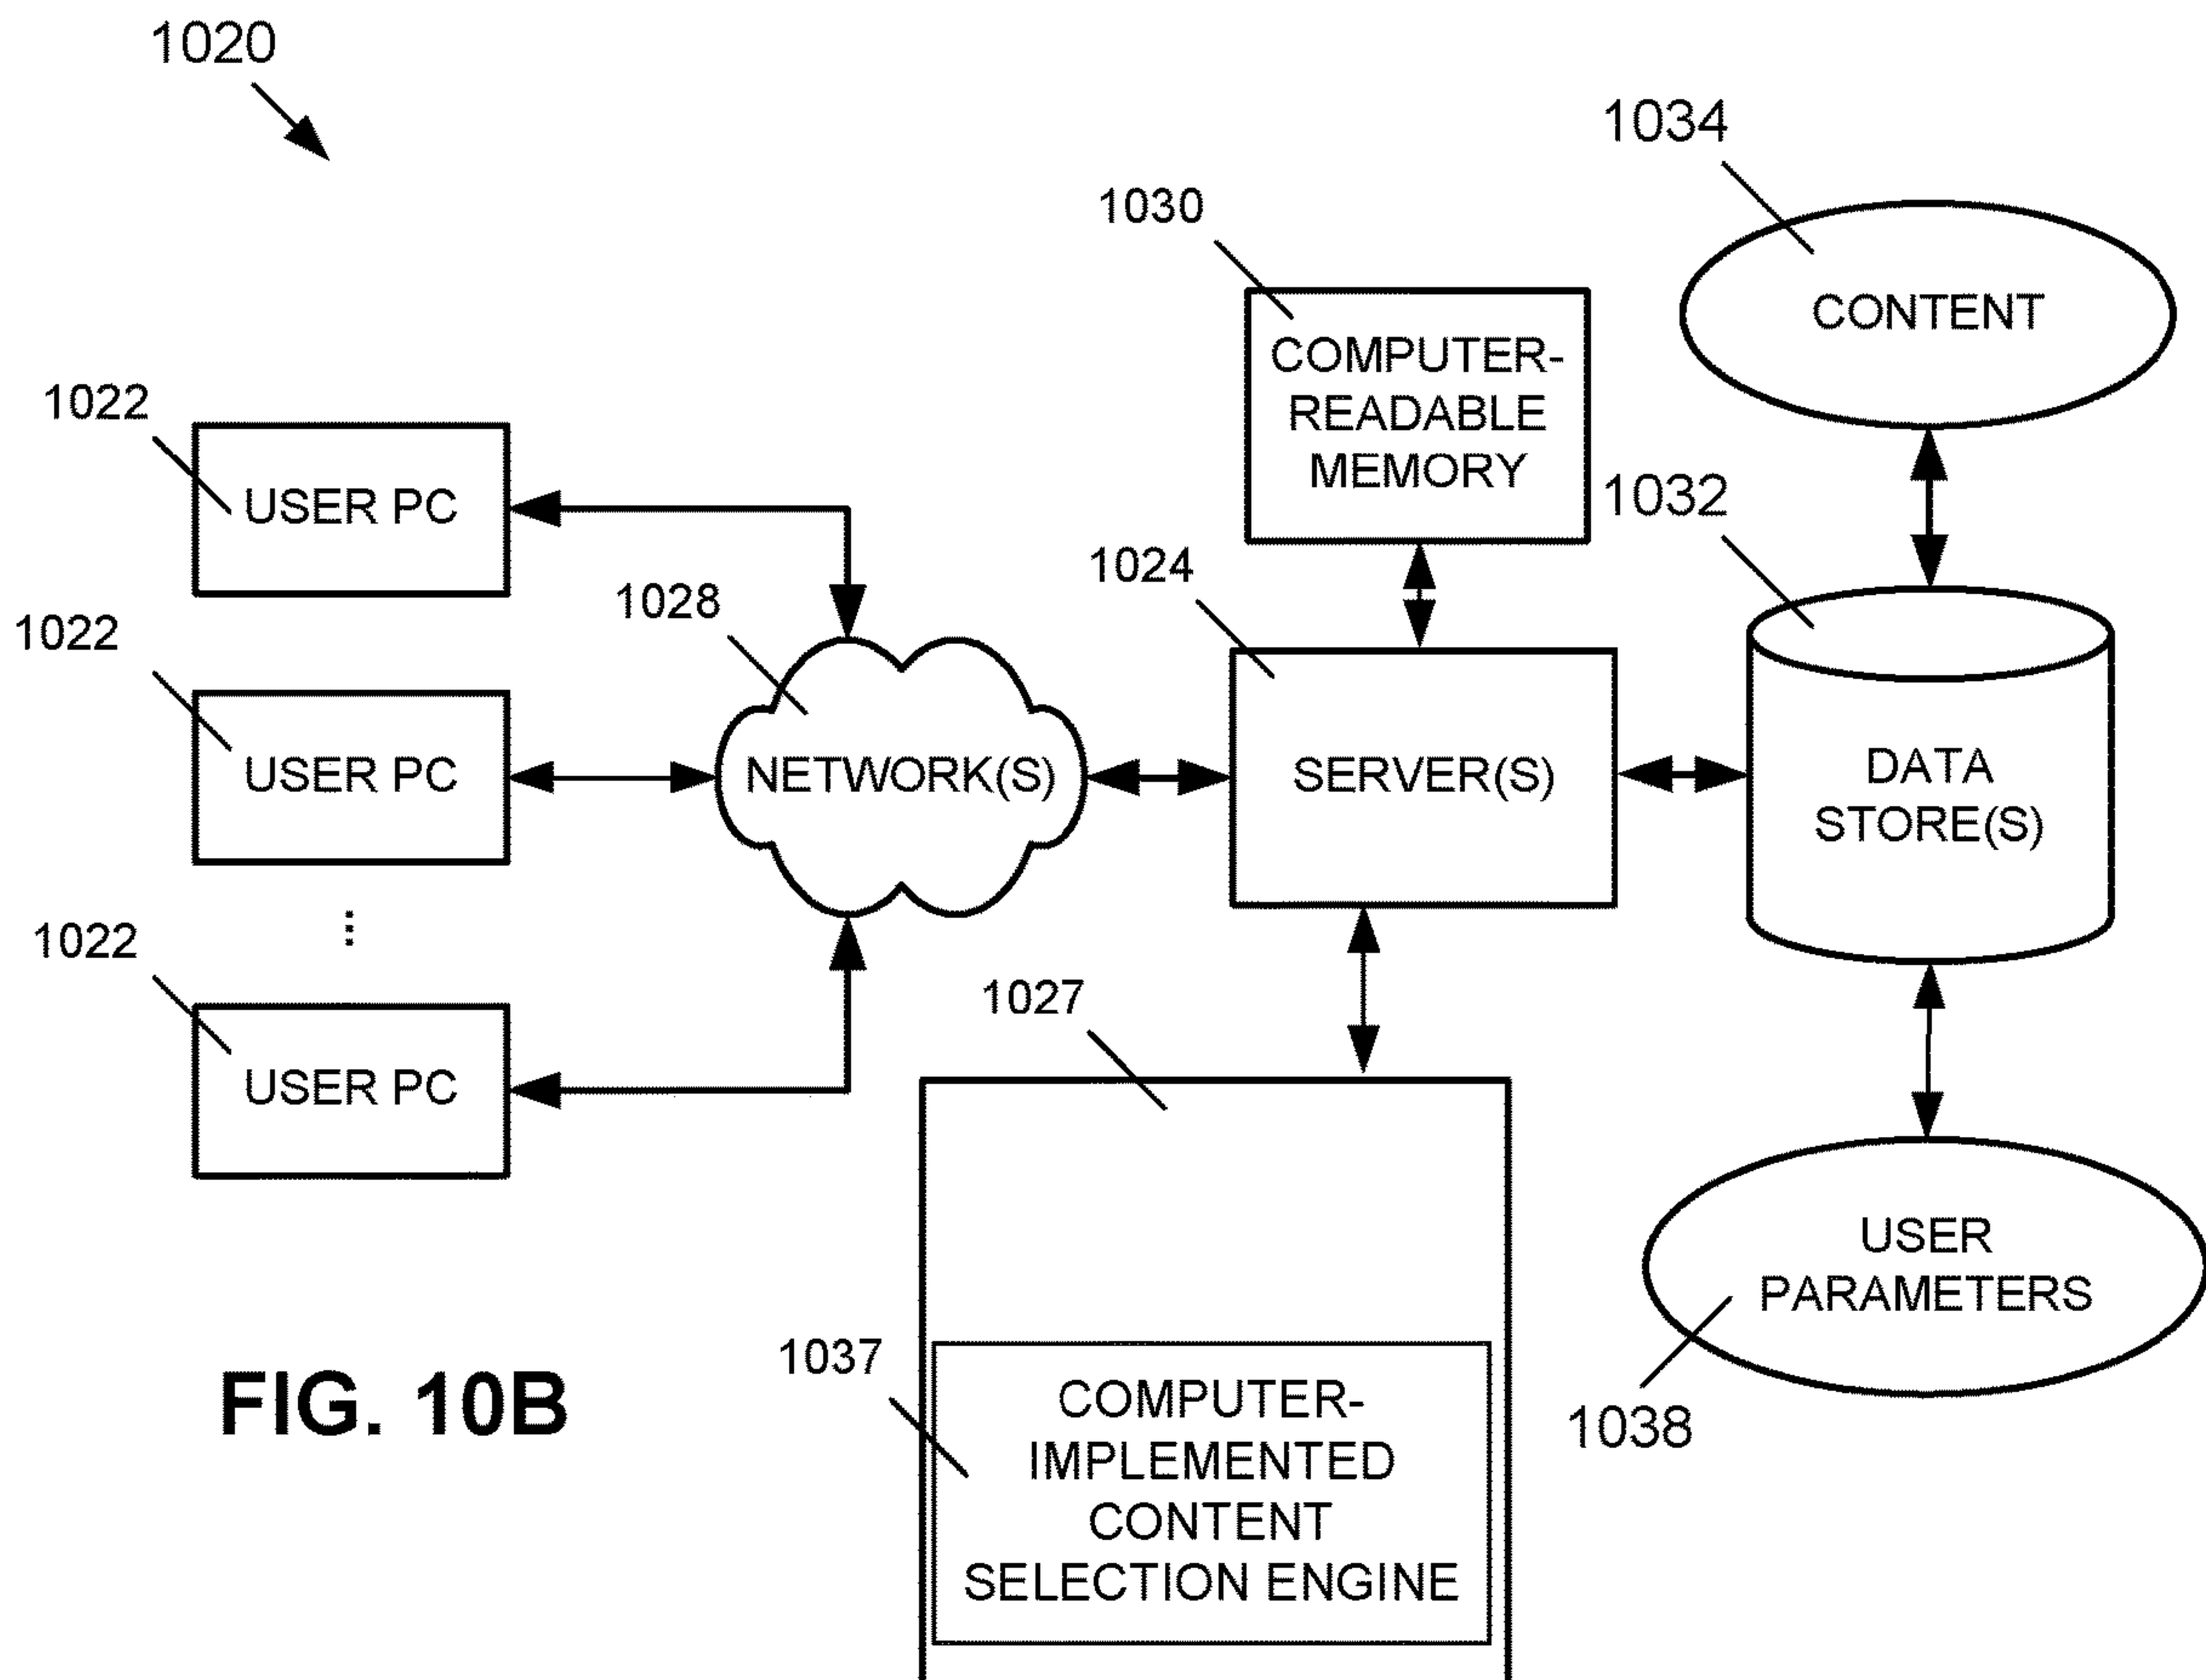 1020
1034
CONTENT
1030
COMPUTER-
READABLE
MEMORY
1022
USER PC
1032
1024
1028
1022
USER PC
NETWORK(S)
SERVER(S)
DATA
STORE(S)
...
1022
USER PC
1027
USER
PARAMETERS
1038
1037
COMPUTER-
IMPLEMENTED
CONTENT
SELECTION ENGINE
FIG. 10B